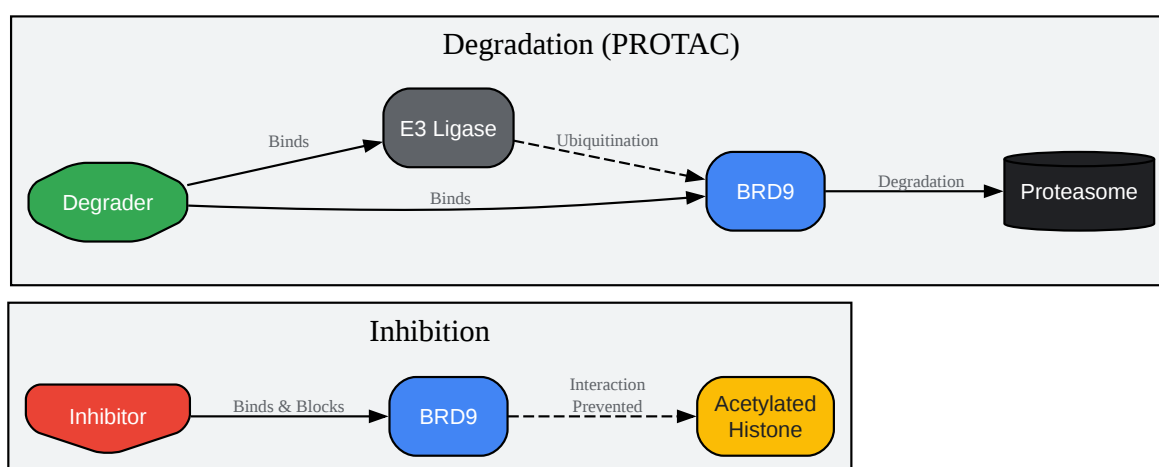 Degradation (PROTAC)
E3 Ligase
Binds
Ubiquitination
Degrader
Binds
BRD9
Degradation
Proteasome
Inhibition
Inhibitor
Binds & Blocks
BRD9
Interaction
Prevented
Acetylated
Histone